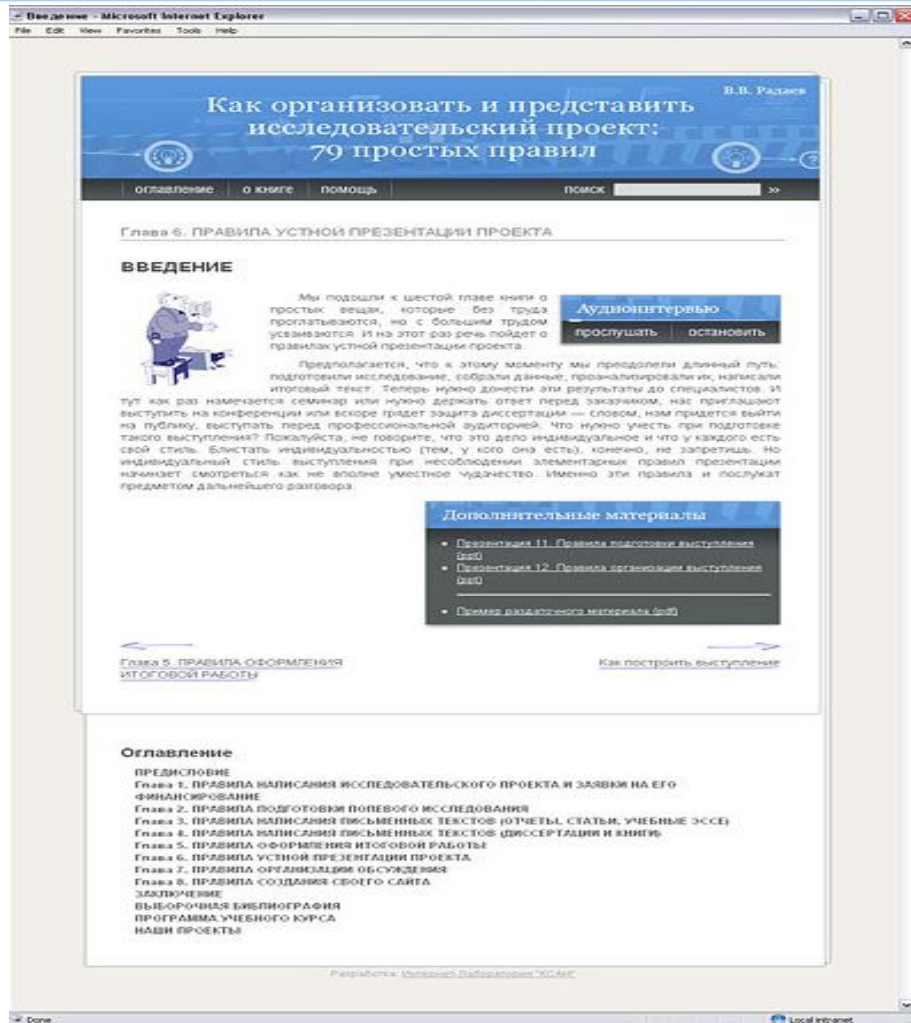 Введение - Microsoft Internet Explorer
File Edit View Favorites Tools Help
В.В. Радаев
Как организовать и представить
исследовательский проект:
79 простых правил
оглавление о книге помощь поиск »
Глава 6. ПРАВИЛА УСТНОЙ ПРЕЗЕНТАЦИИ ПРОЕКТА
ВВЕДЕНИЕ
Мы подошли к шестой главе книги о
простых вещах, которые без труда
проглатываются, но с большим трудом
усваиваются. И на этот раз речь пойдет о
правилах устной презентации проекта.
Аудиоинтервью
прослушать остановить
Предполагается, что к этому моменту мы преодолели длинный путь:
подготовили исследование, собрали данные, проанализировали их, написали
итоговый текст. Теперь нужно донести эти результаты до специалистов. И
тут как раз намечается семинар или нужно держать ответ перед заказчиком, нас приглашают
выступить на конференции или вскоре грядет защита диссертации — словом, нам придется выйти
на публику, выступать перед профессиональной аудиторией. Что нужно учесть при подготовке
такого выступления? Пожалуйста, не говорите, что это дело индивидуальное и что у каждого есть
свой стиль. Блистать индивидуальностью (тем, у кого она есть), конечно, не запретишь. Но
индивидуальный стиль выступления при несоблюдении элементарных правил презентации
начинает смотреться как не вполне уместное чудачество. Именно эти правила и послужат
предметом дальнейшего разговора.
Дополнительные материалы
• Презентация 11. Правила подготовки выступления
(ppt)
• Презентация 12. Правила организации выступления
(ppt)
• Пример раздаточного материала (pdf)
Глава 5. ПРАВИЛА ОФОРМЛЕНИЯ
ИТОГОВОЙ РАБОТЫ
Как построить выступление
Оглавление
ПРЕДИСЛОВИЕ
Глава 1. ПРАВИЛА НАПИСАНИЯ ИССЛЕДОВАТЕЛЬСКОГО ПРОЕКТА И ЗАЯВКИ НА ЕГО
ФИНАНСИРОВАНИЕ
Глава 2. ПРАВИЛА ПОДГОТОВКИ ПОЛЕВОГО ИССЛЕДОВАНИЯ
Глава 3. ПРАВИЛА НАПИСАНИЯ ПИСЬМЕННЫХ ТЕКСТОВ (ОТЧЕТЫ, СТАТЬИ, УЧЕБНЫЕ ЭССЕ)
Глава 4. ПРАВИЛА НАПИСАНИЯ ПИСЬМЕННЫХ ТЕКСТОВ (ДИССЕРТАЦИИ И КНИГИ)
Глава 5. ПРАВИЛА ОФОРМЛЕНИЯ ИТОГОВОЙ РАБОТЫ
Глава 6. ПРАВИЛА УСТНОЙ ПРЕЗЕНТАЦИИ ПРОЕКТА
Глава 7. ПРАВИЛА ОРГАНИЗАЦИИ ОБСУЖДЕНИЯ
Глава 8. ПРАВИЛА СОЗДАНИЯ СВОЕГО САЙТА
ЗАКЛЮЧЕНИЕ
ВЫБОРОЧНАЯ БИБЛИОГРАФИЯ
ПРОГРАММА УЧЕБНОГО КУРСА
НАШИ ПРОЕКТЫ
Разработка: Интернет-Лаборатория "КСАН"
Done
Local intranet